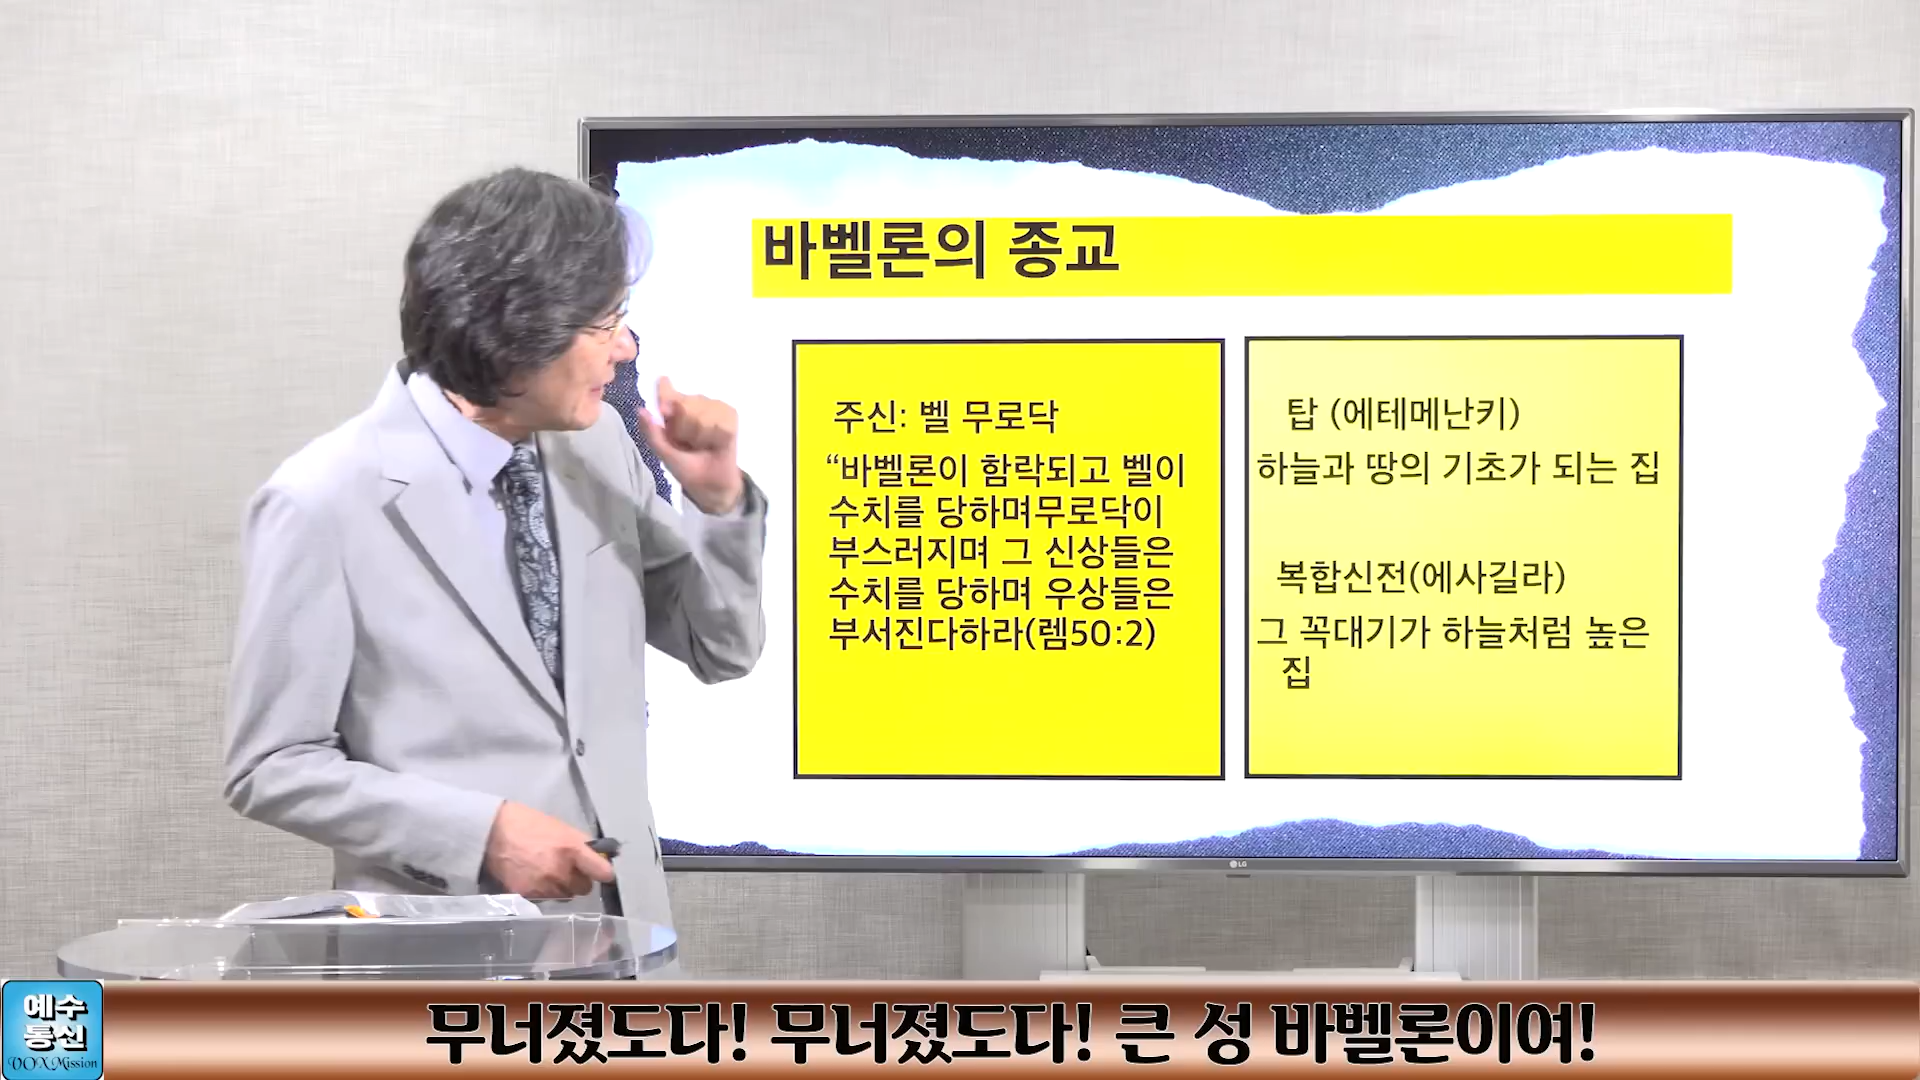 바벨론의 종교
주신: 벨 무로닥
“바벨론이 함락되고 벨이
수치를 당하며무로닥이
부스러지며 그 신상들은
수치를 당하며 우상들은
부서진다하라(렘50:2)
탑 (에테메난키)
하늘과 땅의 기초가 되는 집
복합신전(에사길라)
그 꼭대기가 하늘처럼 높은
집
LG
예수
통신
VOX Mission
무너졌도다! 무너졌도다! 큰 성 바벨론이여!